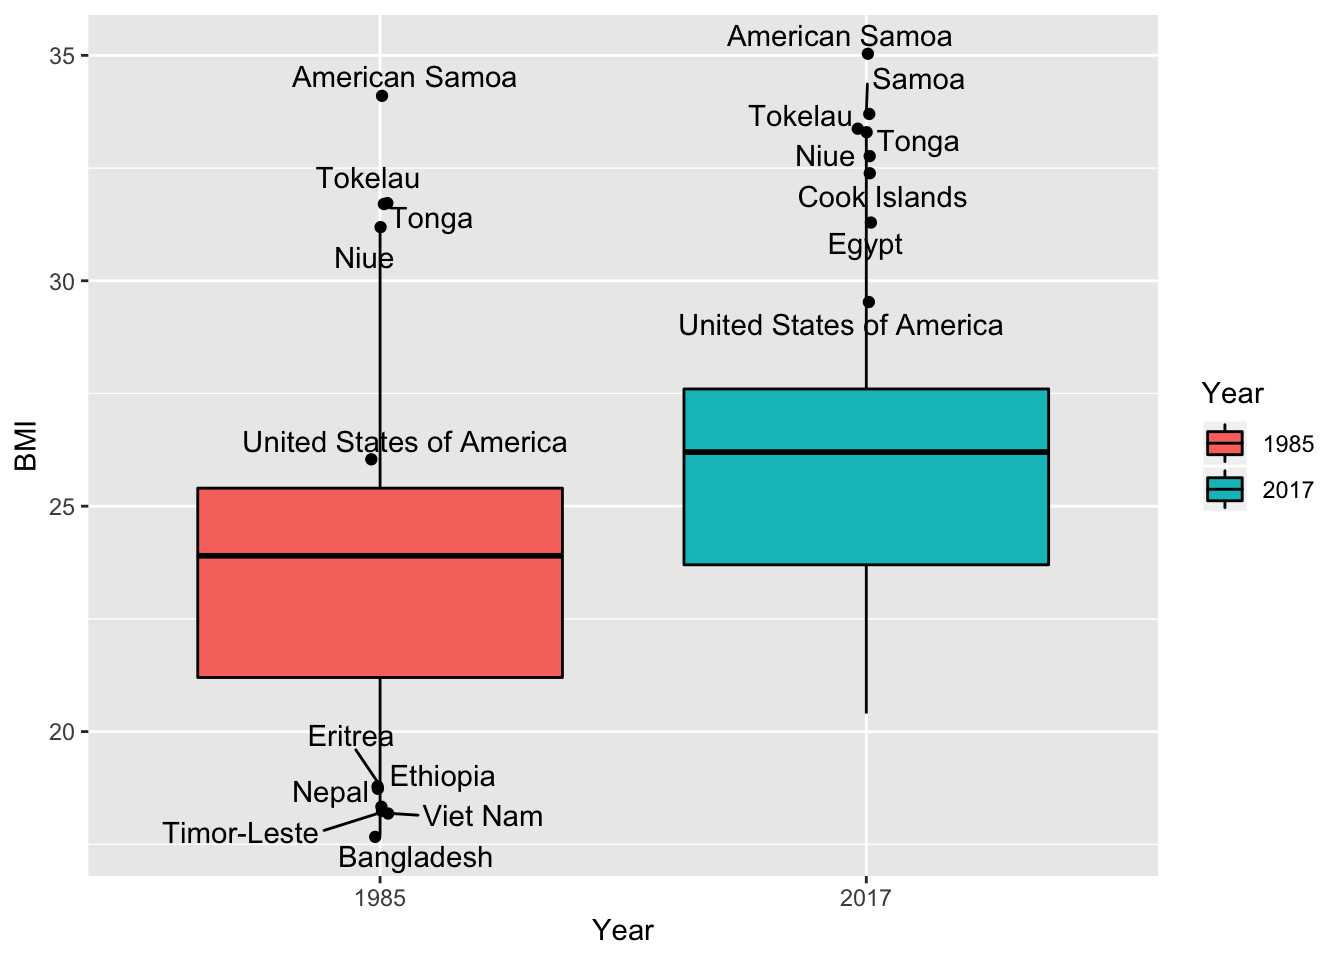 American Samoa
35
Samoa
American Samoa
Tokelau
Tonga
Niue
Tokelau
Cook Islands
Tonga
Egypt
Niue
30
United States of America
Year
BMI
United States of America
1985
2017
25
20
Eritrea
Ethiopia
Nepal
Viet Nam
Timor-Leste
Bangladesh
1985
2017
Year